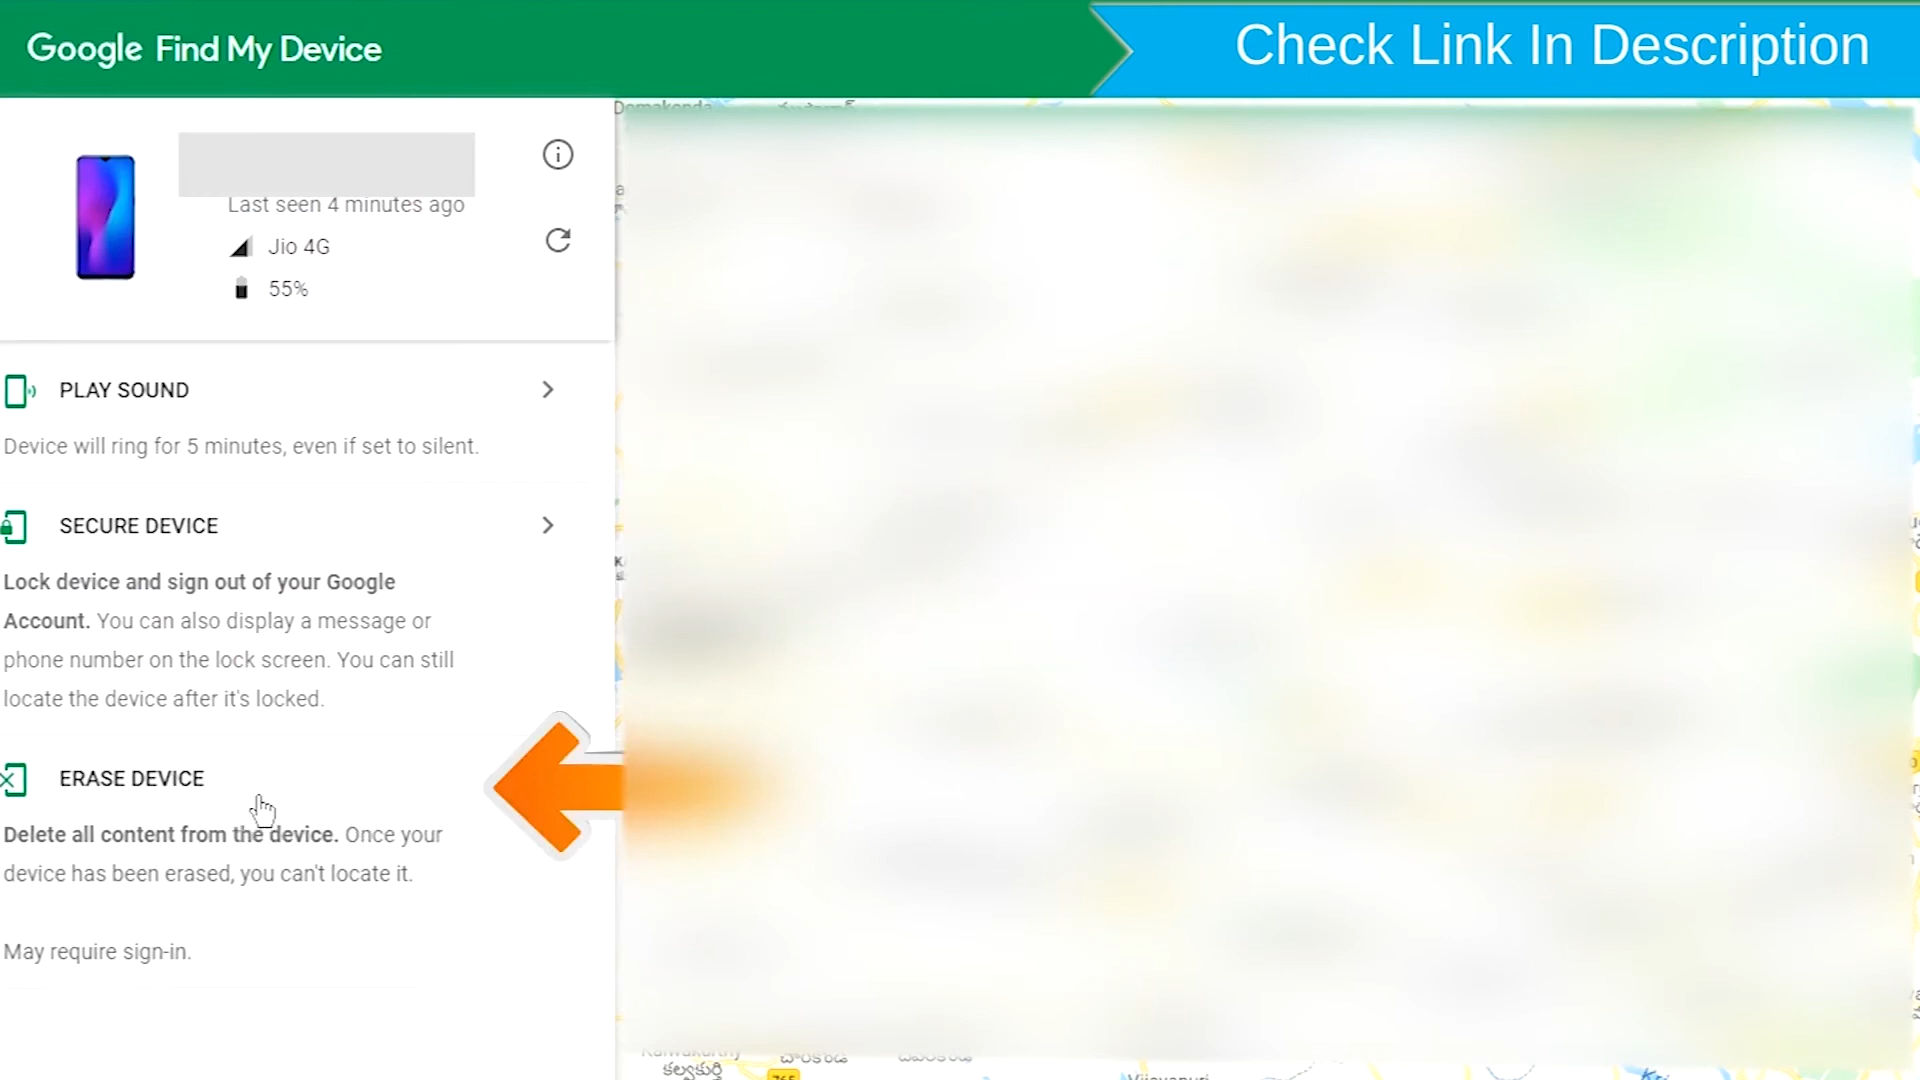 Google Find My Device
Check Link In Description
Domakonda
Last seen 4 minutes ago
Jio 4G
55%
PLAY SOUND
Device will ring for 5 minutes, even if set to silent.
SECURE DEVICE
Lock device and sign out of your Google
Account. You can also display a message or
phone number on the lock screen. You can still
locate the device after it's locked.
ERASE DEVICE
Delete all content from the device. Once your
device has been erased, you can't locate it.
May require sign-in.
కల్వకుర్తి
765